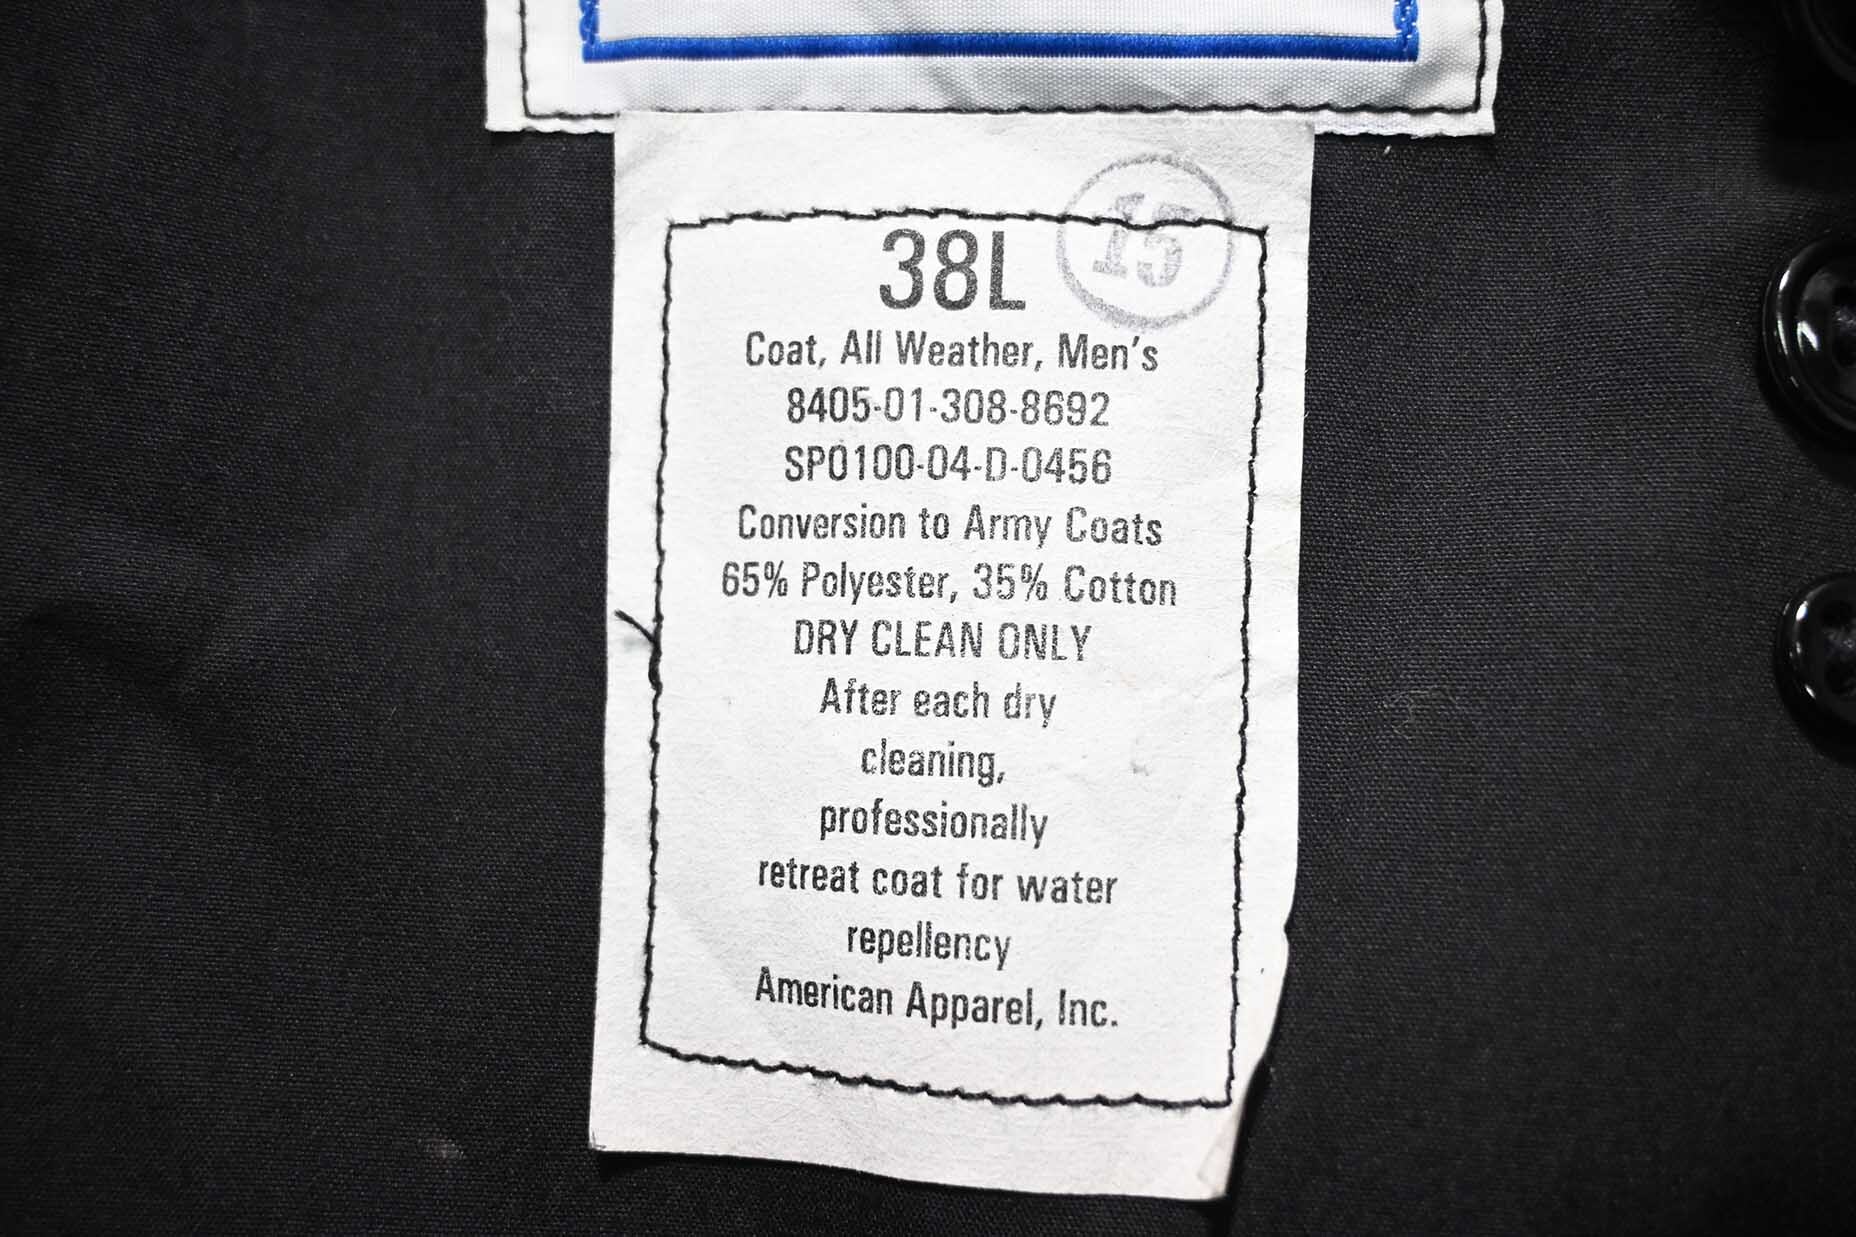 15
38L
Coat, All Weather, Men's
8405-01-308-8692
SPO100-04-D-0456
Conversion to Army Coats
65% Polyester, 35% Cotton
DRY CLEAN ONLY
After each dry
cleaning,
professionally
retreat coat for water
repellency
American Apparel, Inc.